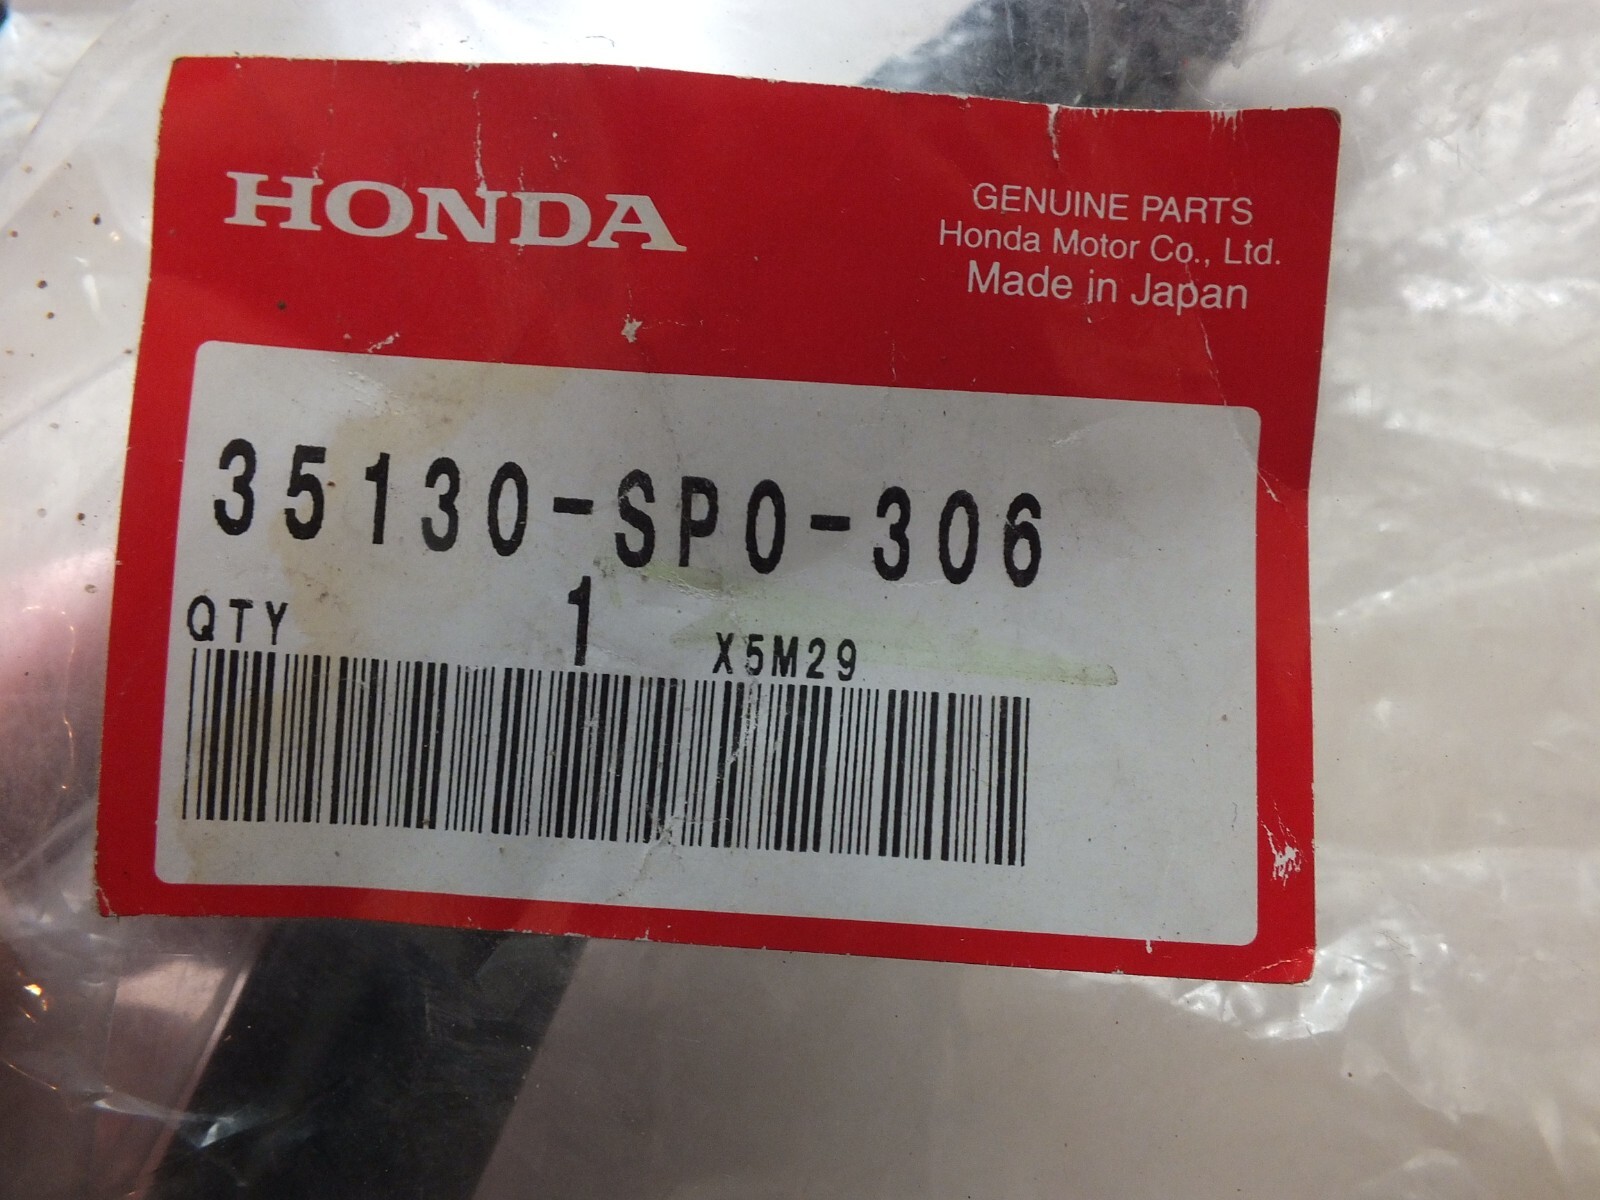 HONDA
GENUINE PARTS
Honda Motor Co., Ltd.
Made in Japan
35130-SP0-306
QTY 1 X5M29